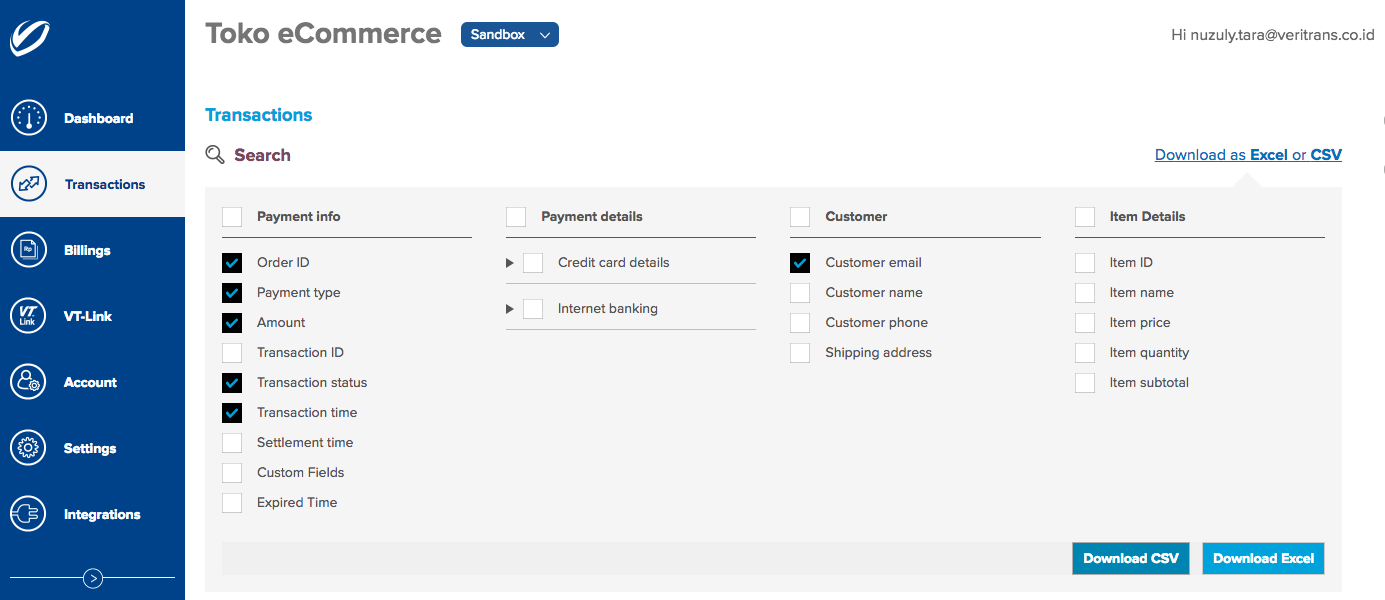 Toko eCommerce
Sandbox
Hi nuzuly.tara@veritrans.co.id
Dashboard
Transactions
Billings
Rp
VT-Link
VT
Link
Account
Settings
Integrations
Transactions
Search
Download as Excel or CSV
Payment info
Order ID
Payment type
Amount
Transaction ID
Transaction status
Transaction time
Settlement time
Custom Fields
Expired Time
Payment details
Credit card details
Internet banking
Customer
Customer email
Customer name
Customer phone
Shipping address
Item Details
Item ID
Item name
Item price
Item quantity
Item subtotal
Download CSV
Download Excel